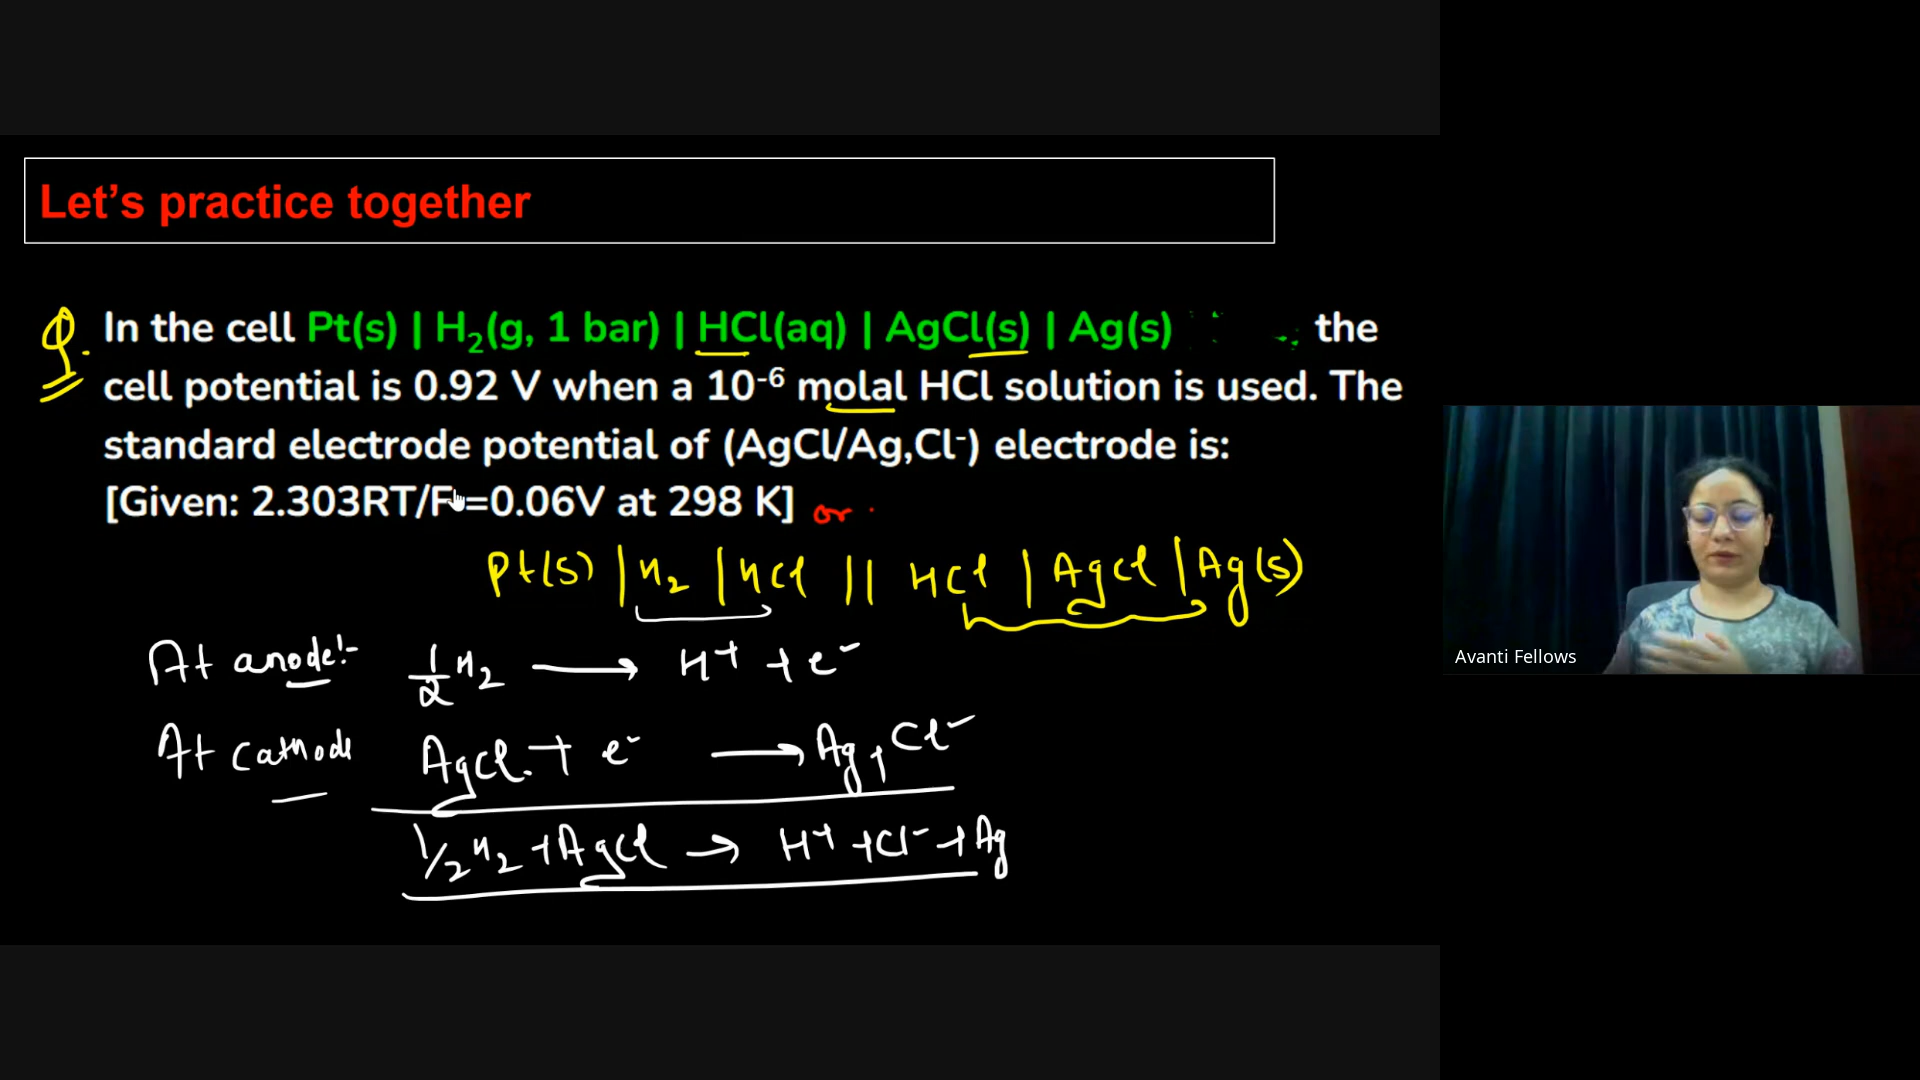 Let's practice together
Q. In the cell Pt(s) | H₂(g, 1 bar) | HCl(aq) | AgCl(s) | Ag(s) the
cell potential is 0.92 V when a 10⁻⁶ molal HCl solution is used. The
standard electrode potential of (AgCl/Ag,Cl⁻) electrode is:
[Given: 2.303RT/F=0.06V at 298 K] or
Pt(s) | H₂ | HCl || HCl | AgCl | Ag(s)
At anode:- 1/2 H₂ → H⁺ + e⁻
At cathode AgCl + e⁻ → Ag, Cl⁻
1/2 H₂ + AgCl → H⁺ + Cl⁻ + Ag
Avanti Fellows